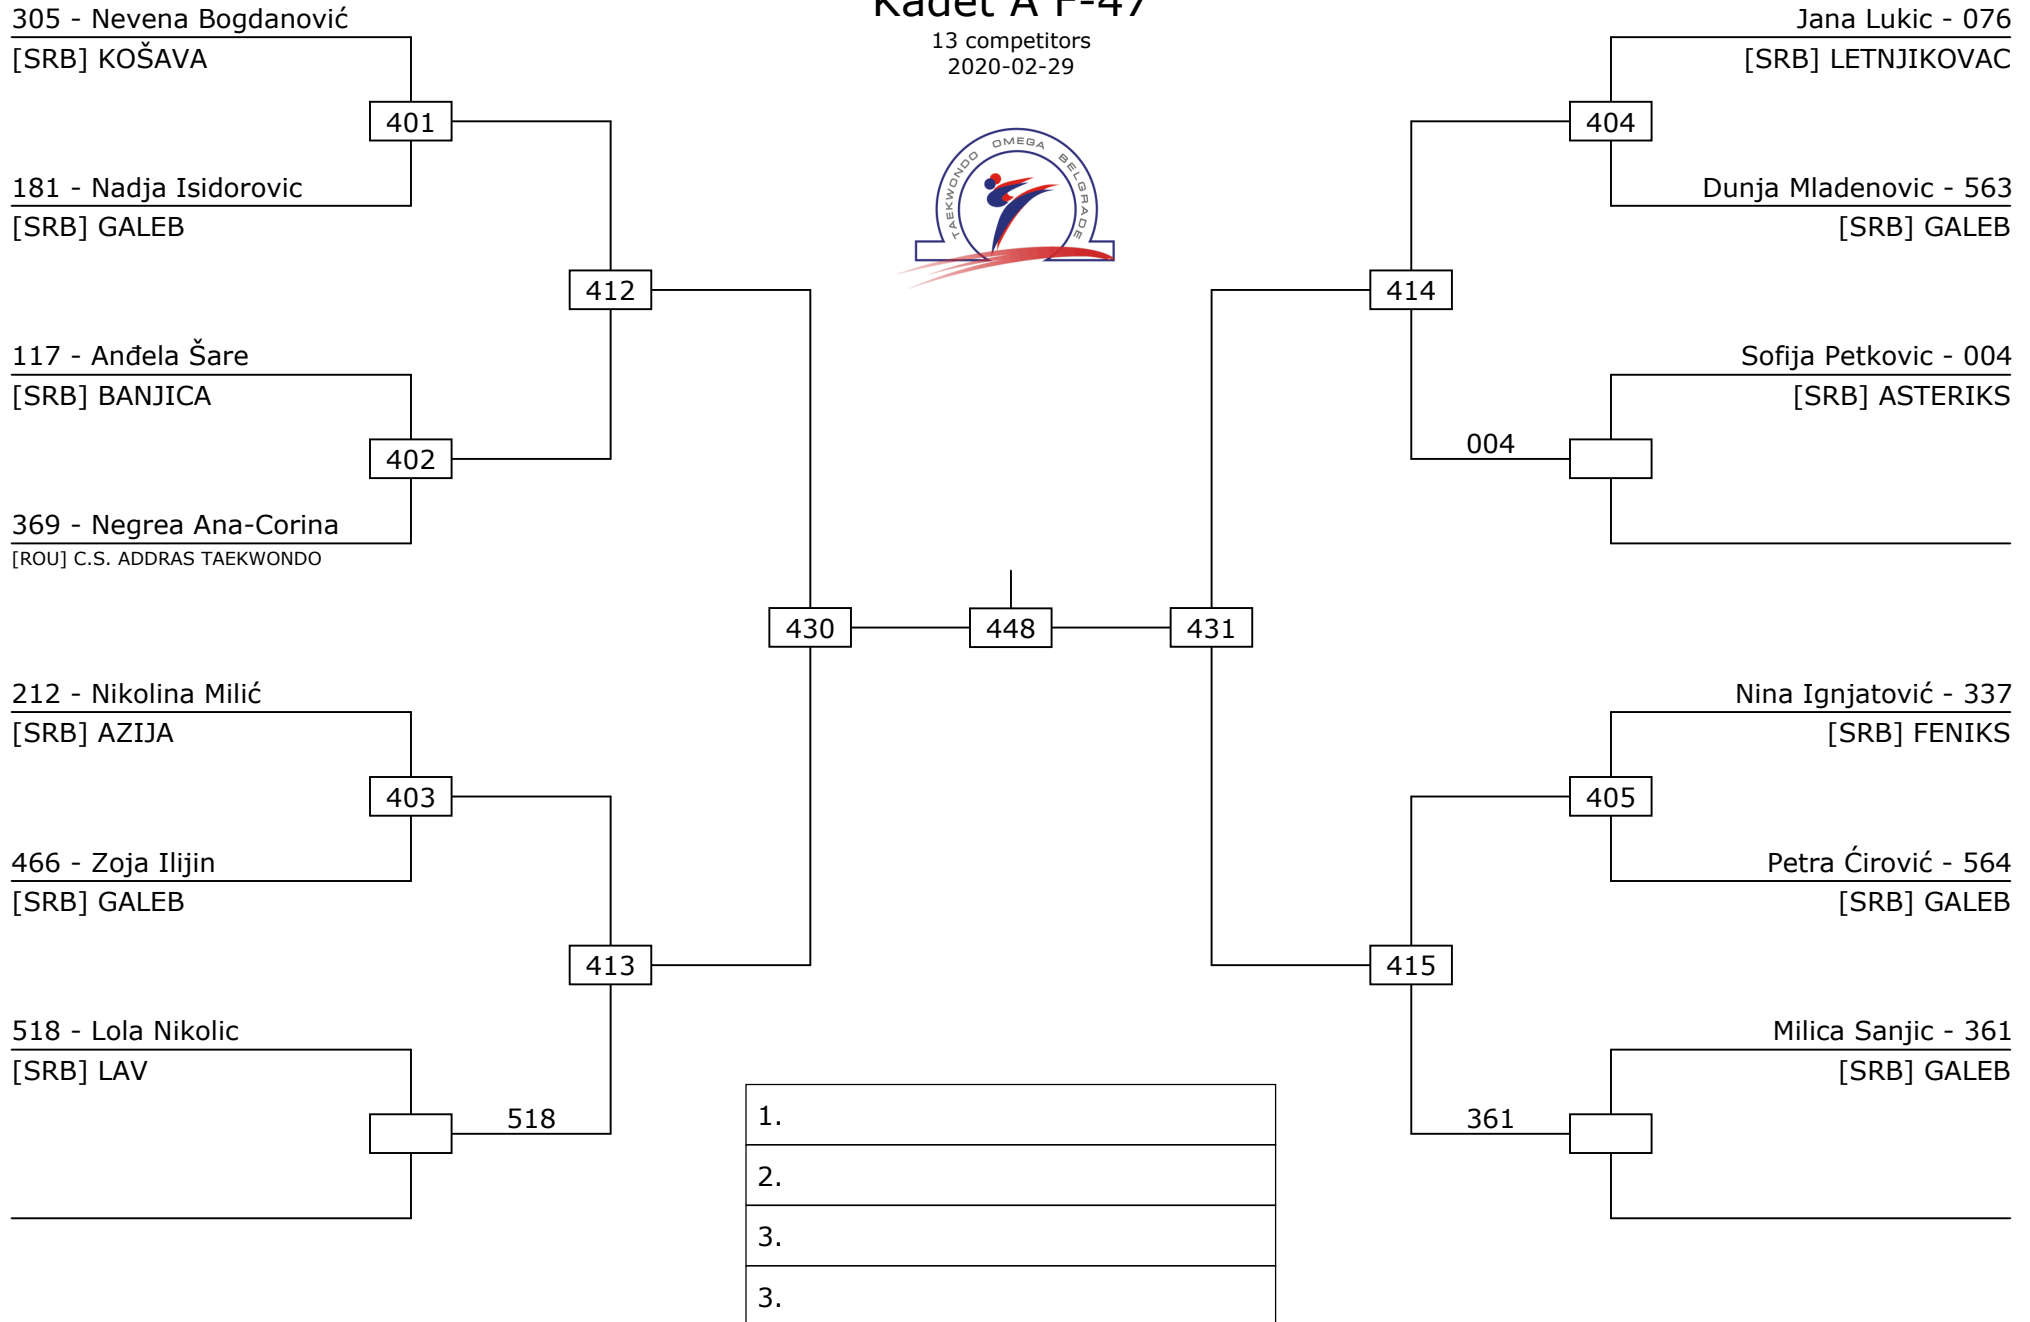 Kadet A F-47
13 competitors
2020-02-29
TAEKWONDO OMEGA BELGRADE
305 - Nevena Bogdanović
[SRB] KOŠAVA
401
181 - Nadja Isidorovic
[SRB] GALEB
412
117 - Anđela Šare
[SRB] BANJICA
402
369 - Negrea Ana-Corina
[ROU] C.S. ADDRAS TAEKWONDO
430
448
431
212 - Nikolina Milić
[SRB] AZIJA
403
466 - Zoja Ilijin
[SRB] GALEB
413
518 - Lola Nikolic
[SRB] LAV
518
Jana Lukic - 076
[SRB] LETNJIKOVAC
404
Dunja Mladenovic - 563
[SRB] GALEB
414
Sofija Petkovic - 004
[SRB] ASTERIKS
004
Nina Ignjatović - 337
[SRB] FENIKS
405
Petra Ćirović - 564
[SRB] GALEB
415
Milica Sanjic - 361
[SRB] GALEB
361
1.
2.
3.
3.